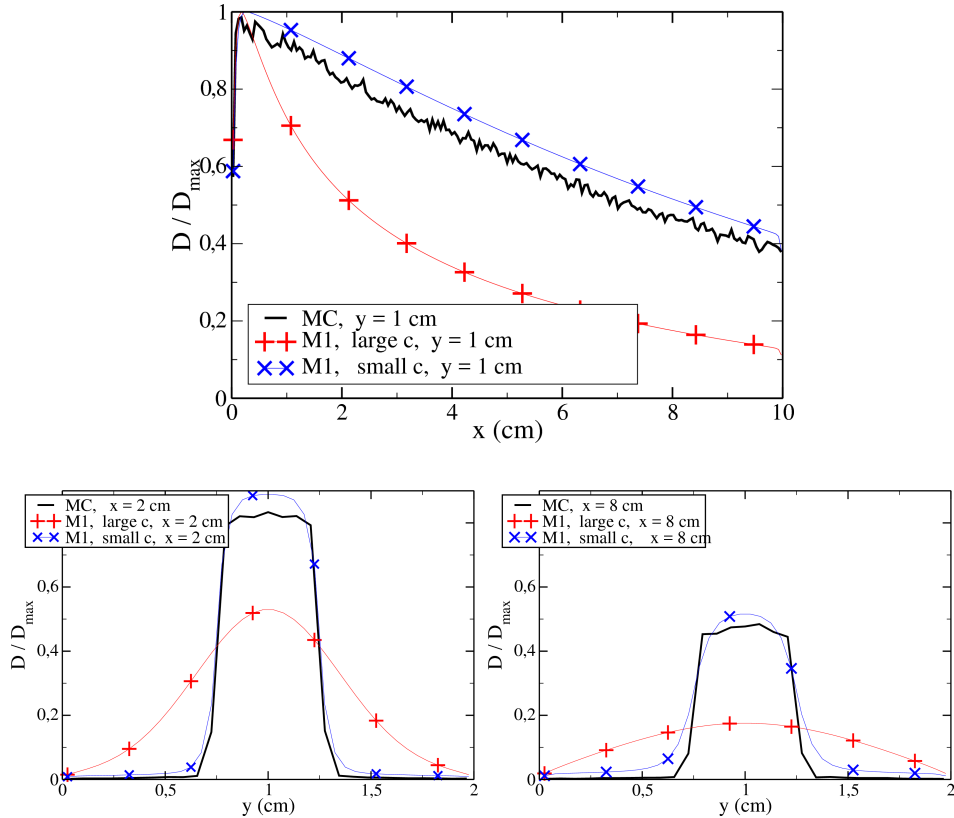 1
0,8
0,6
0,4
0,2
0
D / D_max
MC, y = 1 cm
M1, large c, y = 1 cm
M1, small c, y = 1 cm
0 2 4 6 8 10
x (cm)
MC, x = 2 cm
M1, large c, x = 2 cm
M1, small c, x = 2 cm
0,6
0,4
0,2
0
D / D_max
0 0,5 1 1,5 2
y (cm)
MC, x = 8 cm
M1, large c, x = 8 cm
M1, small c, x = 8 cm
0,6
0,4
0,2
0
D / D_max
0 0,5 1 1,5 2
y (cm)